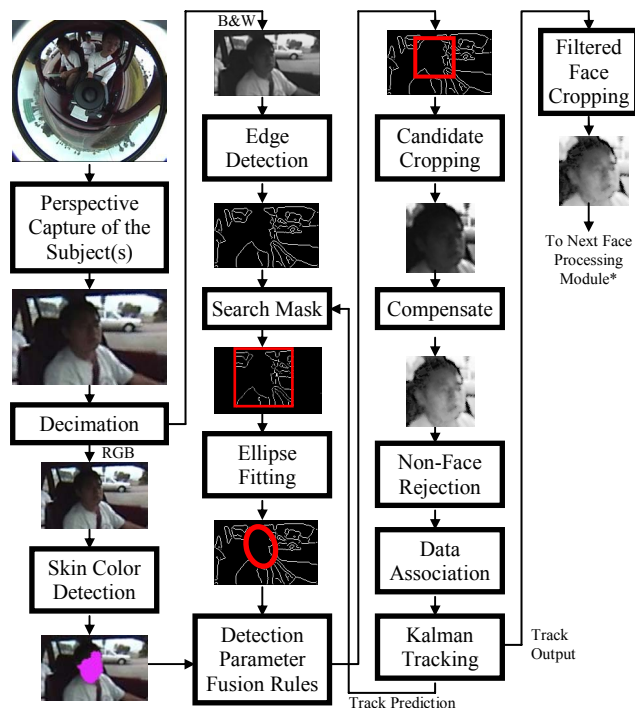 Perspective
Capture of the
Subject(s)
Decimation
RGB
Skin Color
Detection
B&W
Edge
Detection
Search Mask
Ellipse
Fitting
Detection
Parameter
Fusion Rules
Candidate
Cropping
Compensate
Non-Face
Rejection
Data
Association
Kalman
Tracking
Track Prediction
Track
Output
Filtered
Face
Cropping
To Next Face
Processing
Module*